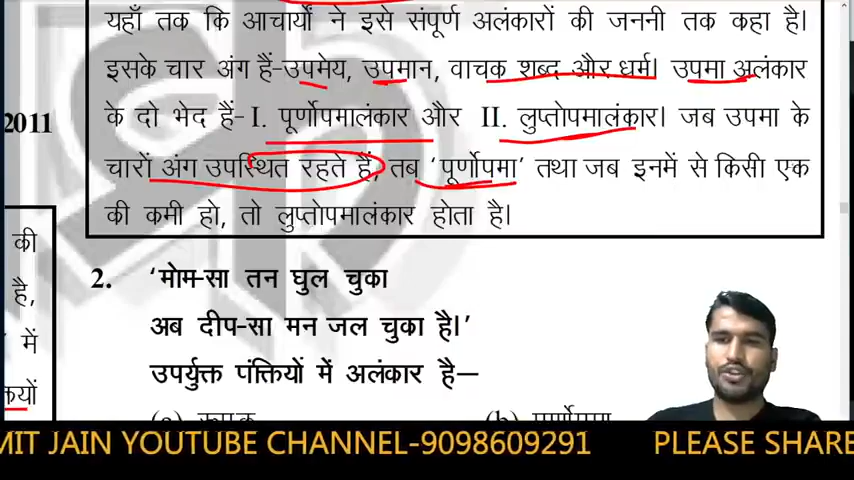 यहाँ तक कि आचार्यों ने इसे संपूर्ण अलंकारों की जननी तक कहा है।
इसके चार अंग हैं-उपमेय, उपमान, वाचक शब्द और धर्म। उपमा अलंकार
के दो भेद हैं- I. पूर्णोपमालंकार और II. लुप्तोपमालंकार। जब उपमा के
चारों अंग उपस्थित रहते हैं, तब 'पूर्णोपमा' तथा जब इनमें से किसी एक
की कमी हो, तो लुप्तोपमालंकार होता है।
2011
की
है,
में
2. 'मोम-सा तन घुल चुका
अब दीप-सा मन जल चुका है।'
उपर्युक्त पंक्तियों में अलंकार है—
(a) रूपक (b) पूर्णोपमा
MIT JAIN YOUTUBE CHANNEL-9098609291 PLEASE SHARE